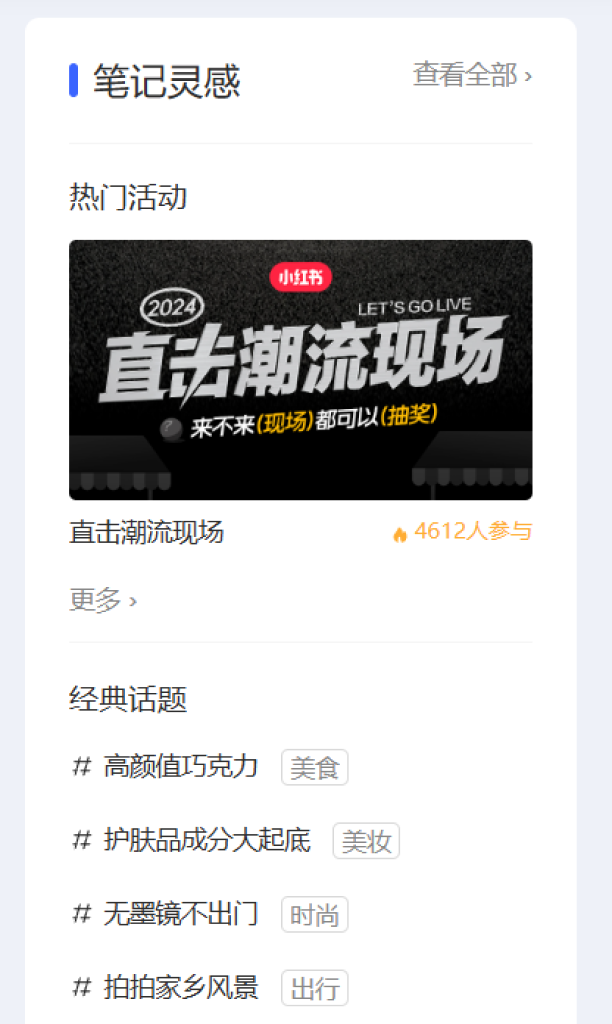 笔记灵感
查看全部 ›
热门活动
小红书
2024
LET'S GO LIVE
直击潮流现场
来不来(现场)都可以(抽奖)
直击潮流现场
4612人参与
更多 ›
经典话题
# 高颜值巧克力 美食
# 护肤品成分大起底 美妆
# 无墨镜不出门 时尚
# 拍拍家乡风景 出行